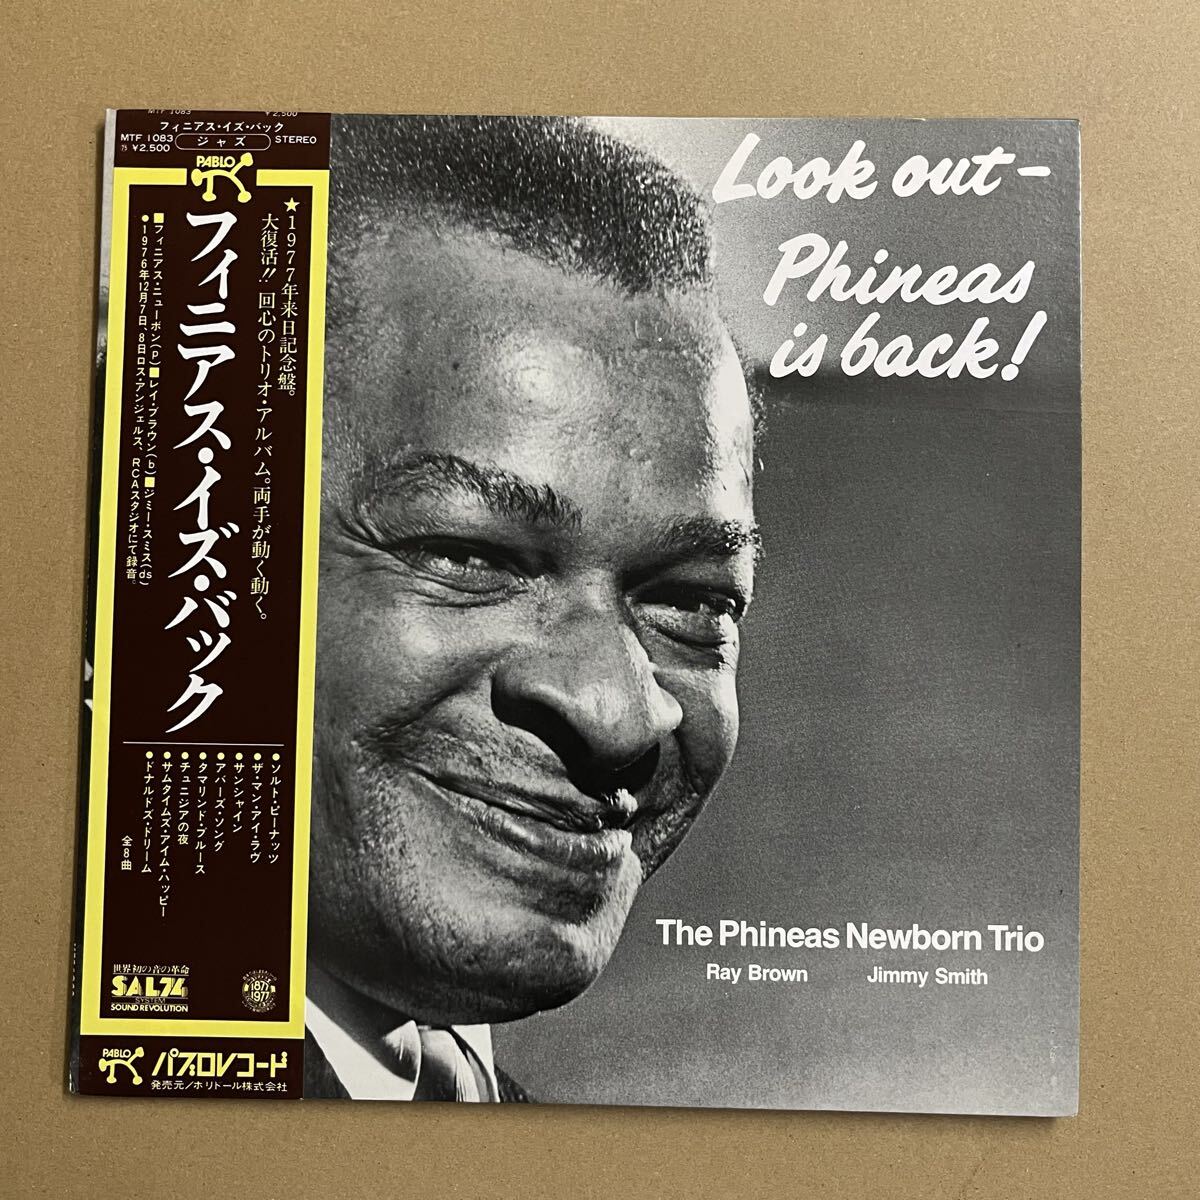 MTF 1083 ¥2,500
フィニアス・イズ・バック
MTF 1083 ジャズ STEREO
75 ¥2,500
PABLO
★1977年来日記念盤。
大復活!! 回心のトリオ・アルバム。両手が動く動く。
フィニアス・イズ・バック
■フィニアス・ニューボン(p)■レイ・ブラウン(b)■ジミー・スミス(ds)
●1976年12月7日、8日ロス・アンジェルス、RCAスタジオにて録音。
●ソルト・ピーナッツ
●ザ・マン・アイ・ラヴ
●サンシャイン
●アバーズ・ソング
●タマリンド・ブルース
●チュニジアの夜
●サムタイムズ・アイム・ハッピー
●ドナルドズ・ドリーム
全8曲
世界初の音の革命
SAL74
SYSTEM
SOUND REVOLUTION
1877
1977
PABLO
パブロレコード
発売元/ポリドール株式会社
Look out-
Phineas
is back!
The Phineas Newborn Trio
Ray Brown Jimmy Smith